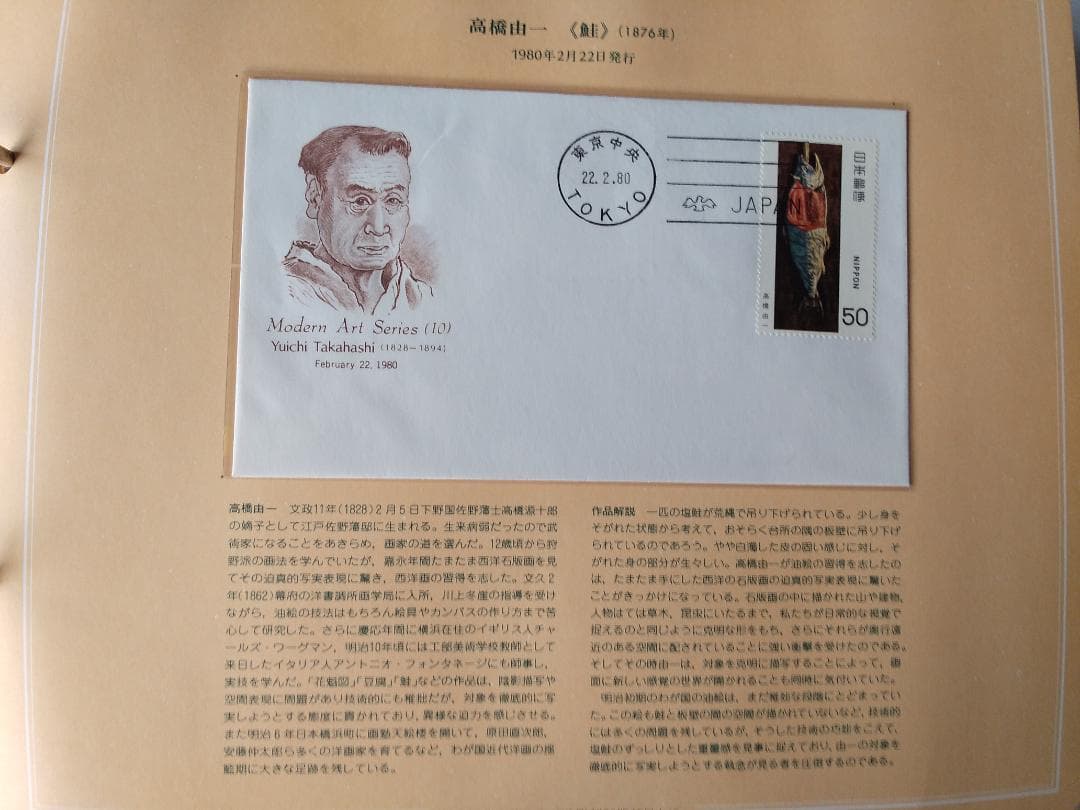 高橋由一 《鮭》(1876年)
1980年2月22日発行
東京中央
22.2.80
TOKYO
JAPAN
日本郵便
NIPPON
50
高橋由一
Modern Art Series (10)
Yuichi Takahashi (1828-1894)
February 22, 1980
高橋由一 文政11年(1828)2月5日下野国佐野藩士高橋源十郎
の嫡子として江戸佐野藩邸に生まれる。生来病弱だったので武
術家になることをあきらめ，画家の道を選んだ。12歳頃から狩
野派の画法を学んでいたが，嘉永年間たまたま西洋石版画を見
てその迫真的写実表現に驚き，西洋画の習得を志した。文久2
年(1862)幕府の洋書調所画学局に入所，川上冬崖の指導を受け
ながら，油絵の技法はもちろん絵具やカンバスの作り方まで苦
心して研究した。さらに慶応年間に横浜在住のイギリス人チャ
ールズ・ワーグマン，明治10年頃には工部美術学校教師として
来日したイタリア人アントニオ・フォンタネージにも師事し，
実技を学んだ。「花魁図」「豆腐」「鮭」などの作品は，陰影描写や
空間表現に問題があり技術的にも稚拙だが，対象を徹底的に写
実しようとする態度に貫かれており，異様な迫力を感じさせる。
また明治6年日本橋浜町に画塾天絵楼を開いて，原田直次郎，
安藤仲太郎ら多くの洋画家を育てるなど，わが国近代洋画の揺
籃期に大きな足跡を残している。
作品解説 一匹の塩鮭が荒縄で吊り下げられている。少し身を
そがれた状態から考えて，おそらく台所の隅の板壁に吊り下げ
られているのであろう。やや白濁した皮の固い感じに対し，そ
がれた身の部分が生々しい。高橋由一が油絵の習得を志したの
は，たまたま手にした西洋の石版画の迫真的写実表現に驚いた
ことがきっかけになっている。石版画の中に描かれた山や建物，
人物はては草木，昆虫にいたるまで，私たちが日常的な視覚で
捉えるのと同じように克明な形をもち，さらにそれらが奥行遠
近のある空間に配されていることに強い衝撃を受けたのである。
そしてその時由一は，対象を克明に描写することによって，画
面に新しい感覚の世界が開かれることも同時に気付いていた。
明治初期のわが国の油絵は，まだ稚拙な段階にとどまってい
た。この絵も鮭と板壁の間の空間が描かれていないなど，技術的
には多くの問題を残しているが，そうした技術の巧拙をこえて，
塩鮭のずっしりとした重量感を見事に捉えており，由一の対象を
徹底的に写実しようとする執念が見る者を圧倒するのである。